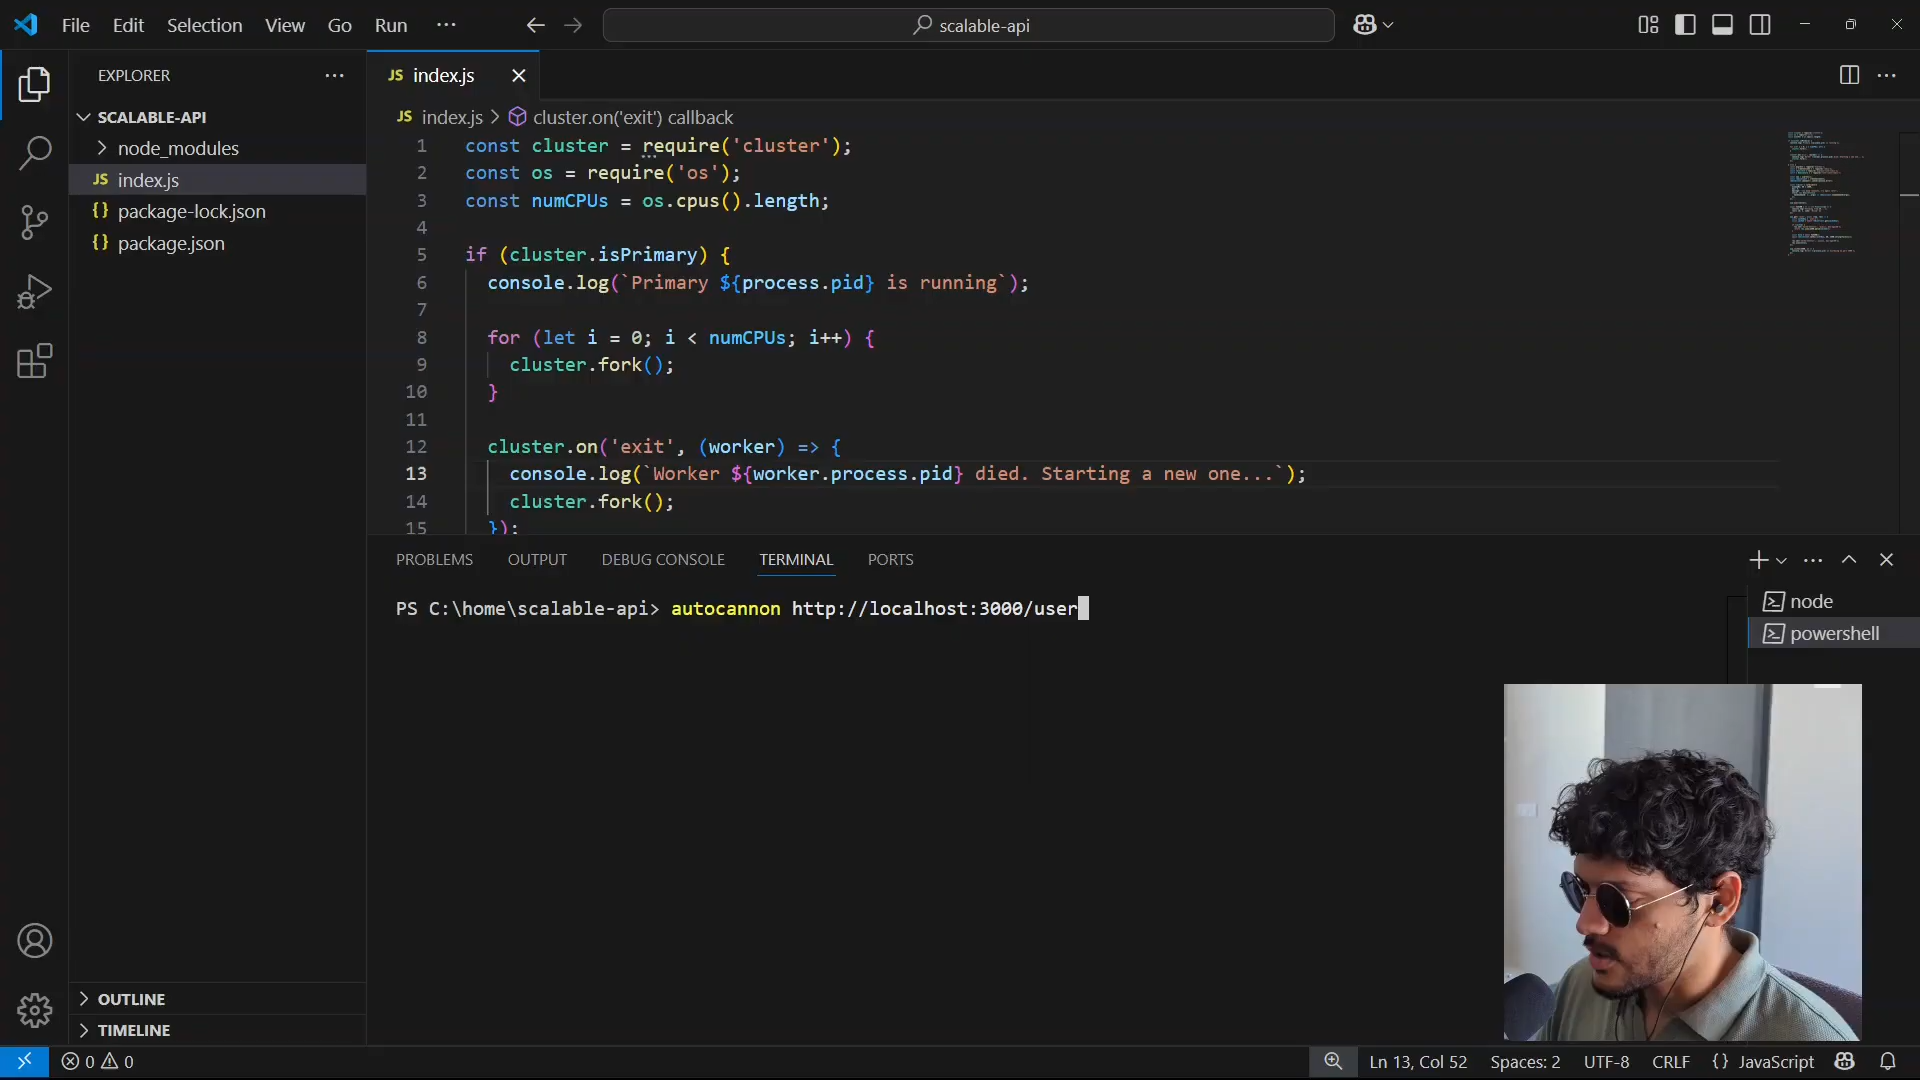 File Edit Selection View Go Run ··· scalable-api
EXPLORER ···
SCALABLE-API
node_modules
JS index.js
{} package-lock.json
{} package.json
OUTLINE
TIMELINE
JS index.js
JS index.js > cluster.on('exit') callback
1 const cluster = require('cluster');
2 const os = require('os');
3 const numCPUs = os.cpus().length;
4
5 if (cluster.isPrimary) {
6 console.log(`Primary ${process.pid} is running`);
7
8 for (let i = 0; i < numCPUs; i++) {
9 cluster.fork();
10 }
11
12 cluster.on('exit', (worker) => {
13 console.log(`Worker ${worker.process.pid} died. Starting a new one...`);
14 cluster.fork();
15 });
PROBLEMS OUTPUT DEBUG CONSOLE TERMINAL PORTS
PS C:\home\scalable-api> autocannon http://localhost:3000/user
node
powershell
0 0 Ln 13, Col 52 Spaces: 2 UTF-8 CRLF {} JavaScript